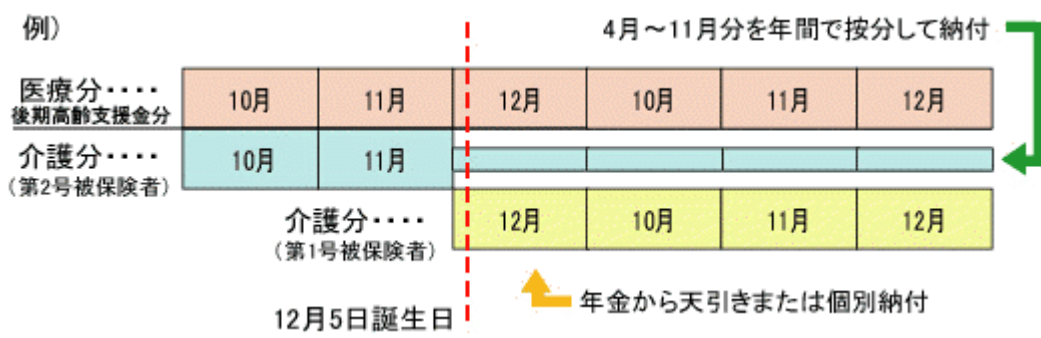 例)
4月～11月分を年間で按分して納付
医療分････ 10月 11月 12月 10月 11月 12月
後期高齢支援金分
介護分････ 10月 11月
(第2号被保険者)
介護分････ 12月 10月 11月 12月
(第1号被保険者)
年金から天引きまたは個別納付
12月5日誕生日